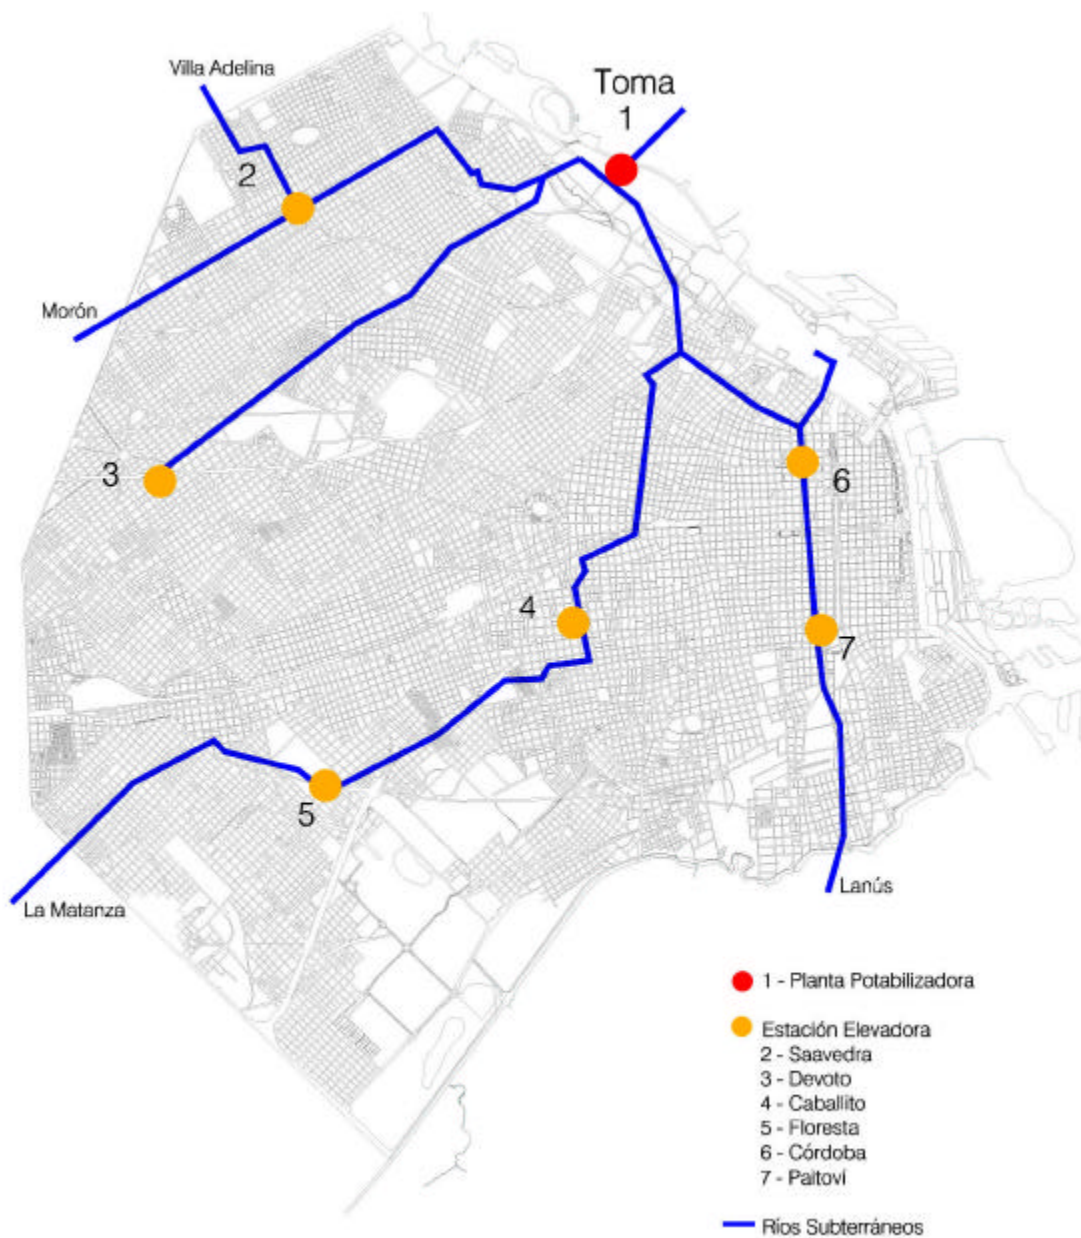 Villa Adelina
Toma
1
2
Morón
3
6
4
7
5
Lanús
La Matanza
1 - Planta Potabilizadora
Estación Elevadora
2 - Saavedra
3 - Devoto
4 - Caballito
5 - Floresta
6 - Córdoba
7 - Paitoví
Ríos Subterráneos